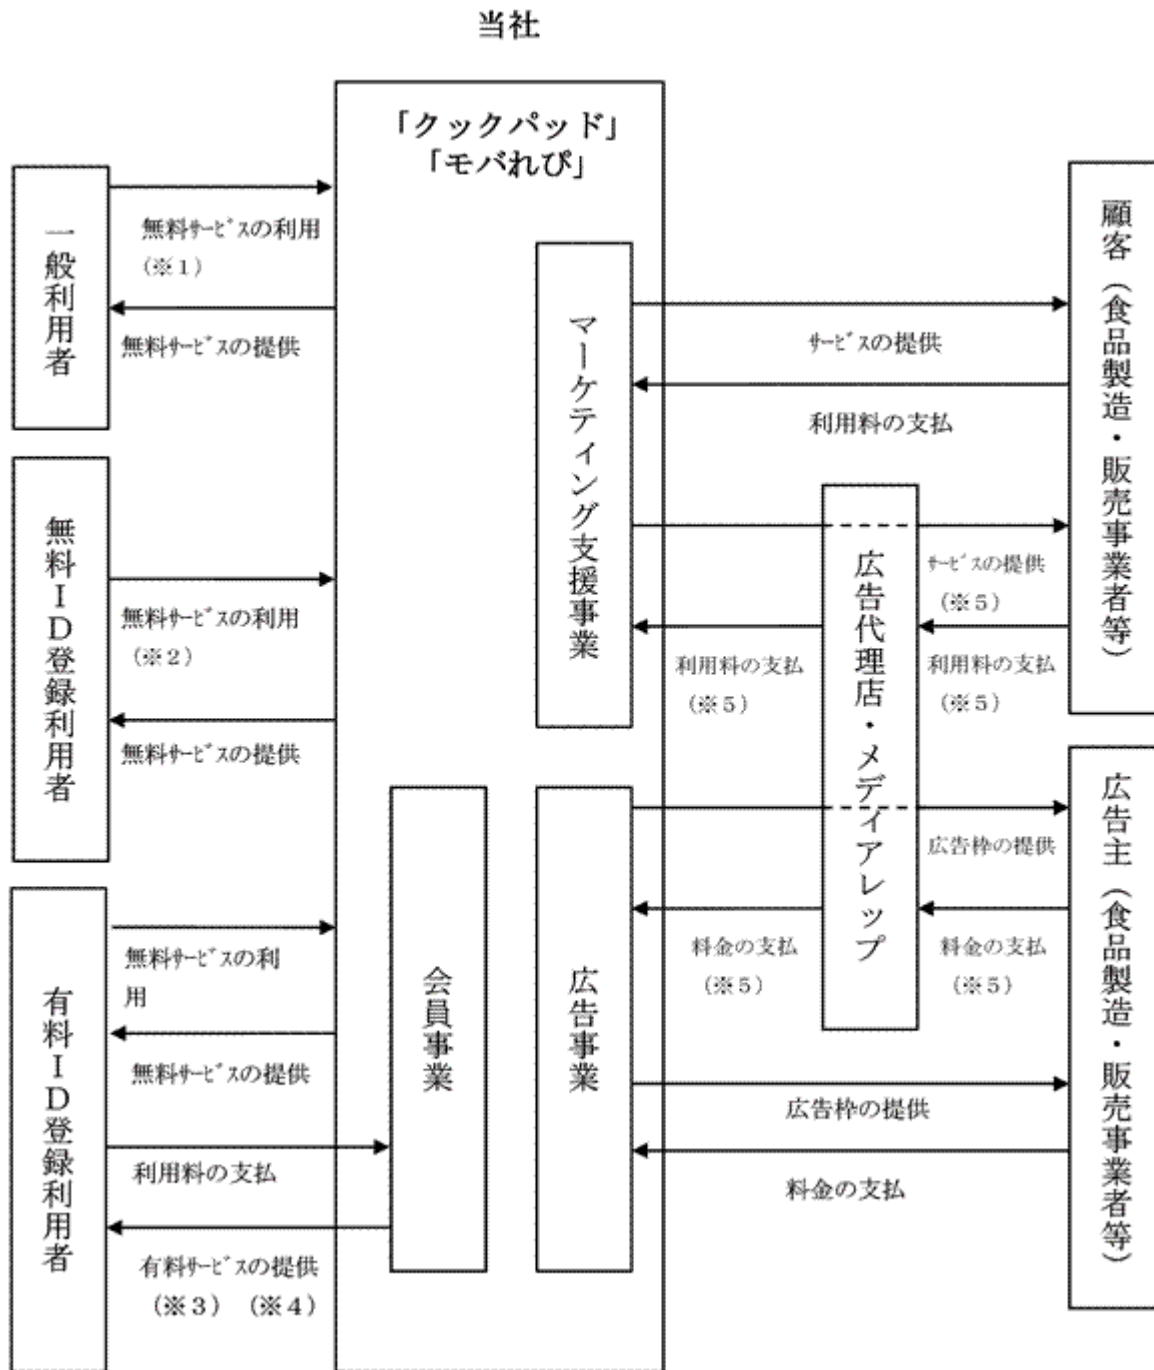 当社
「クックパッド」
「モバれぴ」
一般利用者
無料ｻｰﾋﾞｽの利用
(※１)
無料ｻｰﾋﾞｽの提供
無料ＩＤ登録利用者
無料ｻｰﾋﾞｽの利用
(※２)
無料ｻｰﾋﾞｽの提供
有料ＩＤ登録利用者
無料ｻｰﾋﾞｽの利
用
無料ｻｰﾋﾞｽの提供
利用料の支払
有料ｻｰﾋﾞｽの提供
(※３) (※４)
会員事業
マーケティング支援事業
広告事業
サービスの提供
利用料の支払
広告代理店・メディアレップ
ｻｰﾋﾞｽの提供
(※５)
利用料の支払
(※５)
利用料の支払
(※５)
広告枠の提供
料金の支払
(※５)
料金の支払
(※５)
広告枠の提供
料金の支払
顧客（食品製造・販売事業者等）
広告主（食品製造・販売事業者等）